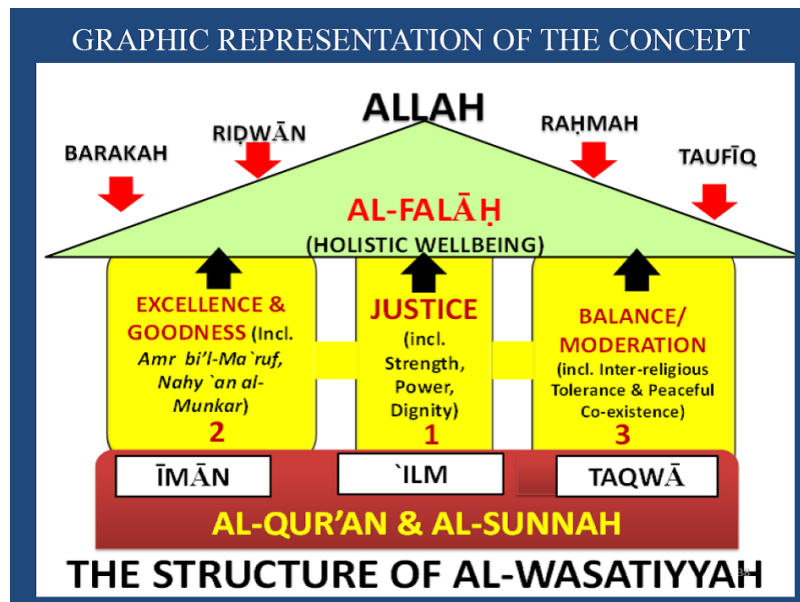 GRAPHIC REPRESENTATION OF THE CONCEPT
ALLAH
BARAKAH
RIḌWĀN
RAḤMAH
TAUFĪQ
AL-FALĀḤ
(HOLISTIC WELLBEING)
EXCELLENCE &
GOODNESS (Incl.
Amr bi’l-Ma`ruf,
Nahy `an al-
Munkar)
2
JUSTICE
(incl.
Strength,
Power,
Dignity)
1
BALANCE/
MODERATION
(incl. Inter-religious
Tolerance & Peaceful
Co-existence)
3
ĪMĀN
`ILM
TAQWĀ
AL-QUR’AN & AL-SUNNAH
THE STRUCTURE OF AL-WASATIYYAH